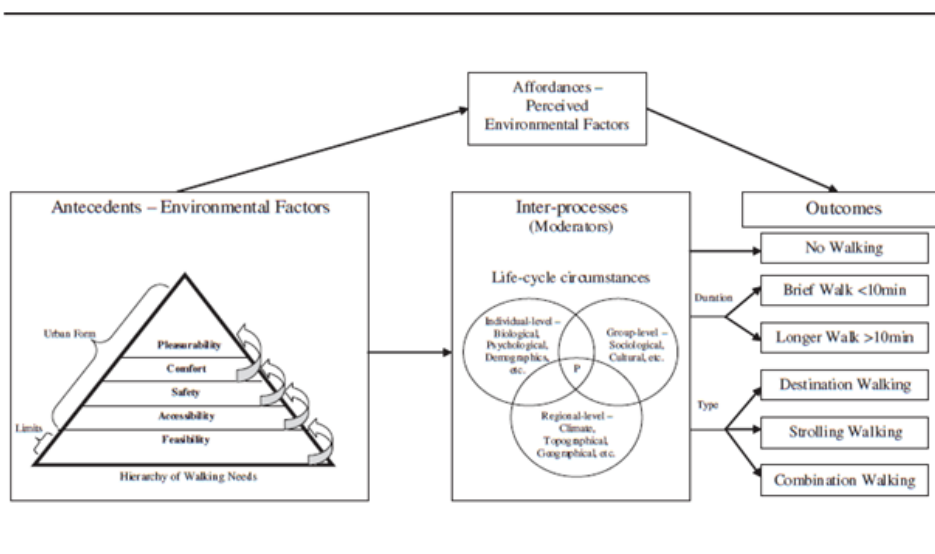 Affordances –
Perceived
Environmental Factors
Antecedents – Environmental Factors
Urban Form
Limits
Pleasurability
Comfort
Safety
Accessibility
Feasibility
Hierarchy of Walking Needs
Inter-processes
(Moderators)
Life-cycle circumstances
Individual-level –
Biological,
Psychological,
Demographics,
etc.
Group-level –
Sociological,
Cultural, etc.
P
Regional-level –
Climate,
Topographical,
Geographical, etc.
Outcomes
No Walking
Duration
Brief Walk <10min
Longer Walk >10min
Type
Destination Walking
Strolling Walking
Combination Walking